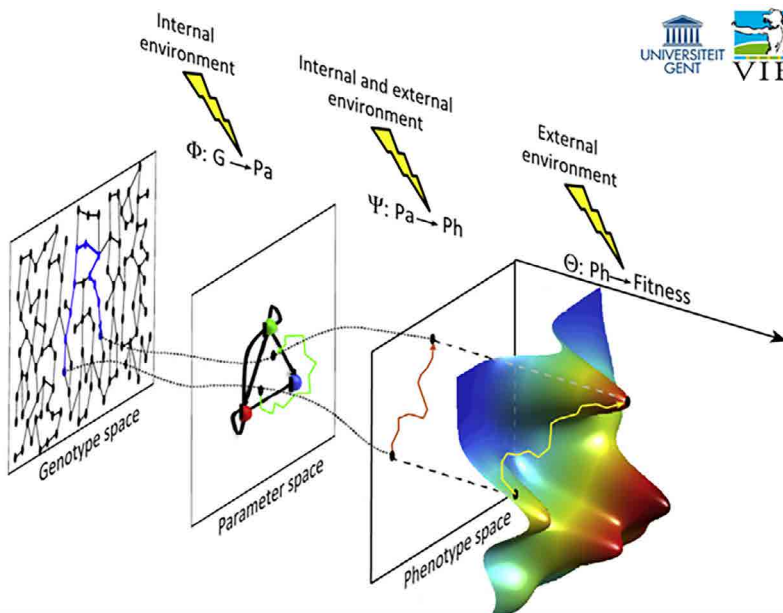 Internal
environment
Φ: G → Pa
Internal and external
environment
Ψ: Pa → Ph
External
environment
Θ: Ph → Fitness
UNIVERSITEIT
GENT
VIB
Genotype space
Parameter space
Phenotype space